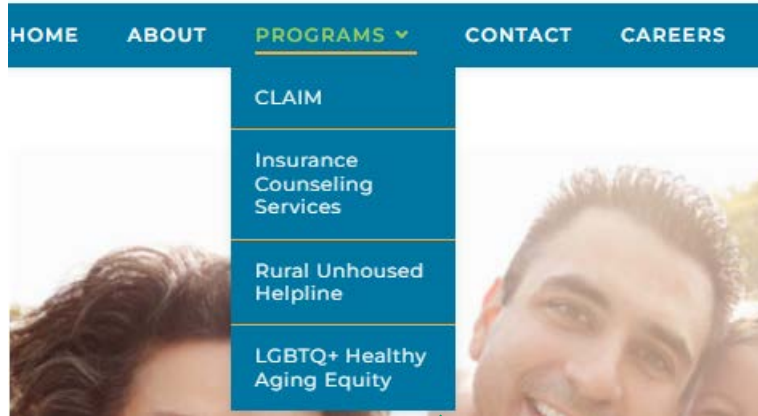 HOME ABOUT PROGRAMS CONTACT CAREERS
CLAIM
Insurance
Counseling
Services
Rural Unhoused
Helpline
LGBTQ+ Healthy
Aging Equity